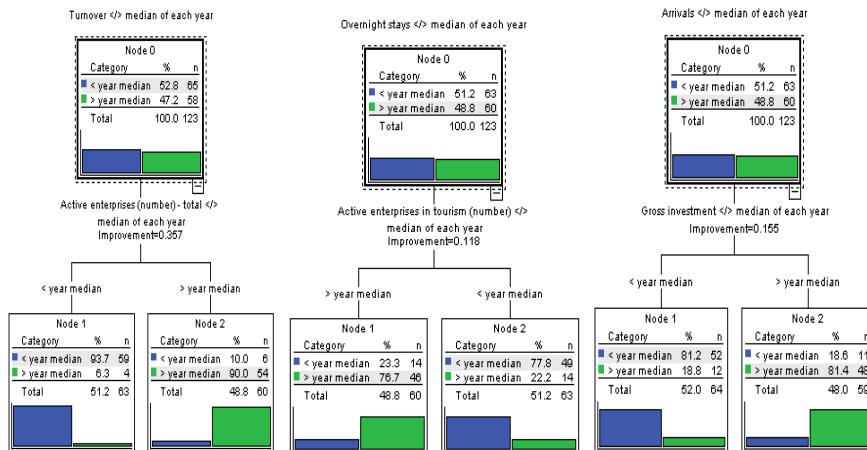 Turnover </> median of each year
Node 0
Category % n
< year median 52.8 65
> year median 47.2 58
Total 100.0 123
Active enterprises (number) - total </>
median of each year
Improvement=0.357
< year median
> year median
Node 1
Category % n
< year median 93.7 59
> year median 6.3 4
Total 51.2 63
Node 2
Category % n
< year median 10.0 6
> year median 90.0 54
Total 48.8 60
Overnight stays </> median of each year
Node 0
Category % n
< year median 51.2 63
> year median 48.8 60
Total 100.0 123
Active enterprises in tourism (number) </>
median of each year
Improvement=0.118
> year median
< year median
Node 1
Category % n
< year median 23.3 14
> year median 76.7 46
Total 48.8 60
Node 2
Category % n
< year median 77.8 49
> year median 22.2 14
Total 51.2 63
Arrivals </> median of each year
Node 0
Category % n
< year median 51.2 63
> year median 48.8 60
Total 100.0 123
Gross investment </> median of each year
Improvement=0.155
< year median
> year median
Node 1
Category % n
< year median 81.2 52
> year median 18.8 12
Total 52.0 64
Node 2
Category % n
< year median 18.6 11
> year median 81.4 48
Total 48.0 59